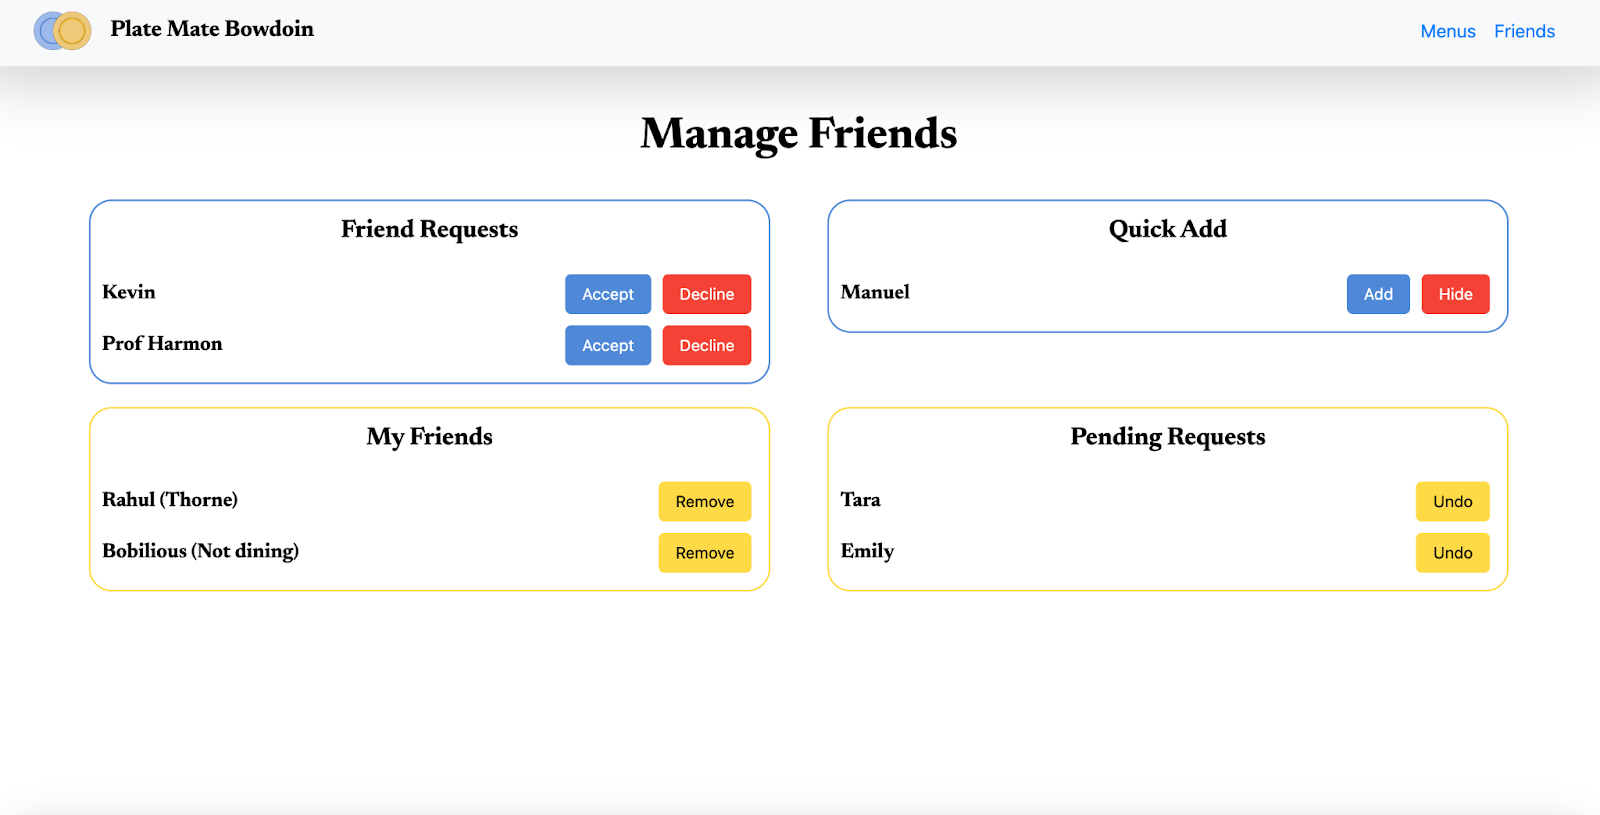 Plate Mate Bowdoin
Menus Friends
Manage Friends
Friend Requests
Kevin Accept Decline
Prof Harmon Accept Decline
Quick Add
Manuel Add Hide
My Friends
Rahul (Thorne) Remove
Bobilious (Not dining) Remove
Pending Requests
Tara Undo
Emily Undo